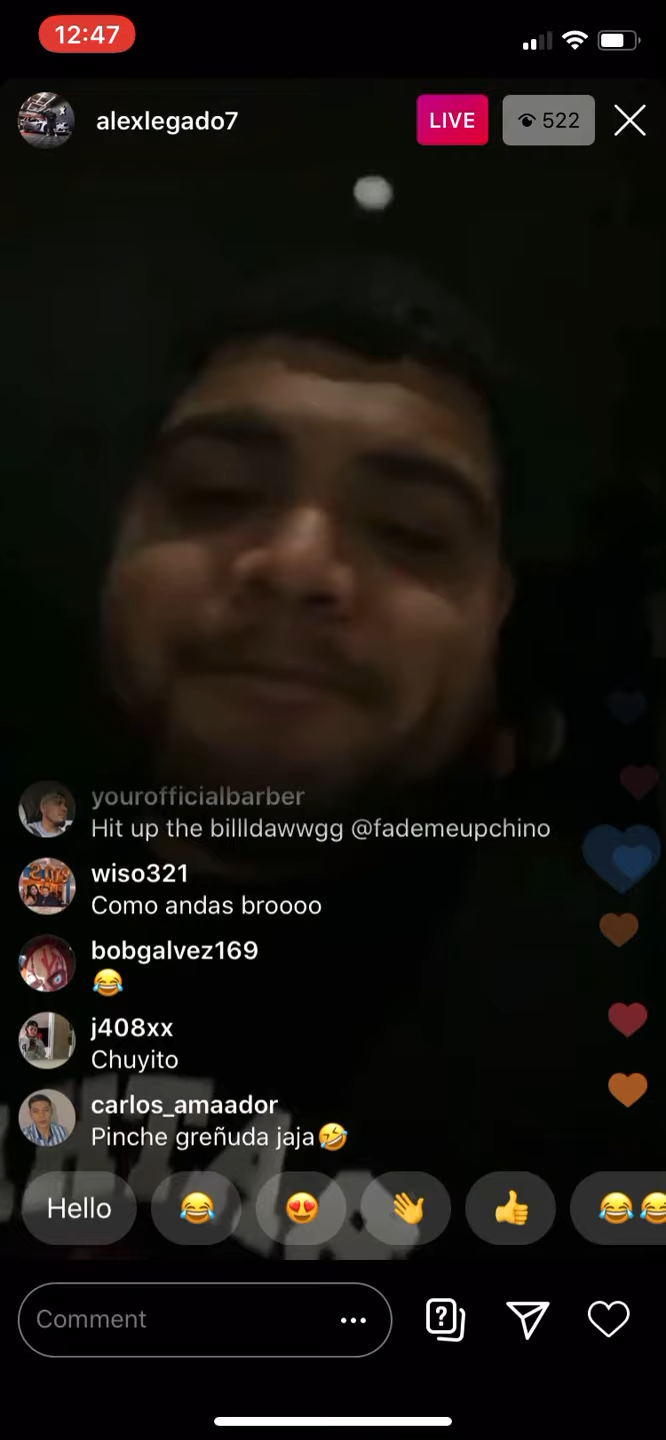 12:47
alexlegado7
LIVE
522
yourofficialbarber
Hit up the billldawwgg @fademeupchino
wiso321
Como andas broooo
bobgalvez169
😂
j408xx
Chuyito
carlos_amaador
Pinche greñuda jaja🤣
Hello 😂 😍 👋 👍 😂😂
Comment